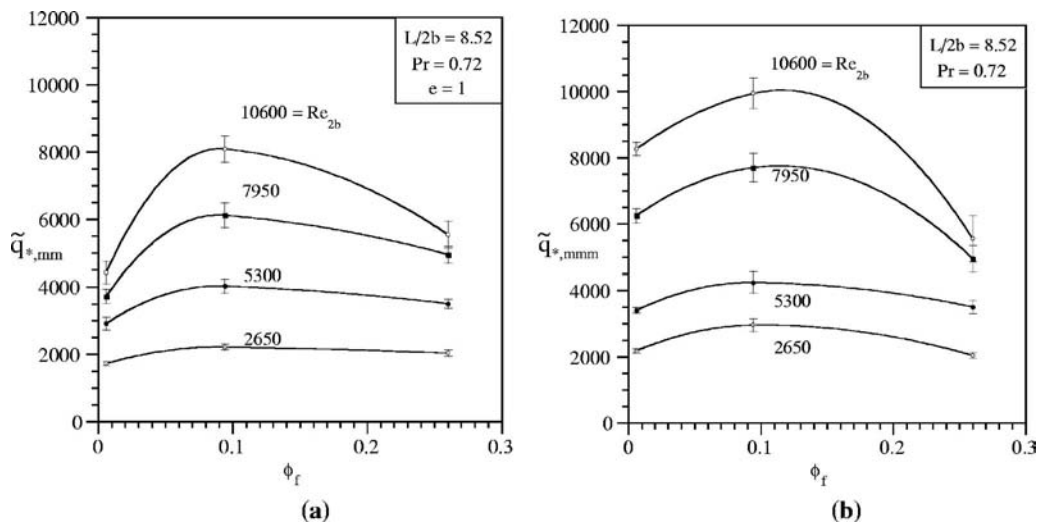 12000
10000
8000
6000
4000
2000
0
q̃*,mm
L/2b = 8.52
Pr = 0.72
e = 1
10600 = Re2b
7950
5300
2650
0
0.1
0.2
0.3
ϕf
(a)
12000
10000
8000
6000
4000
2000
0
q̃*,mmm
L/2b = 8.52
Pr = 0.72
10600 = Re2b
7950
5300
2650
0
0.1
0.2
0.3
ϕf
(b)